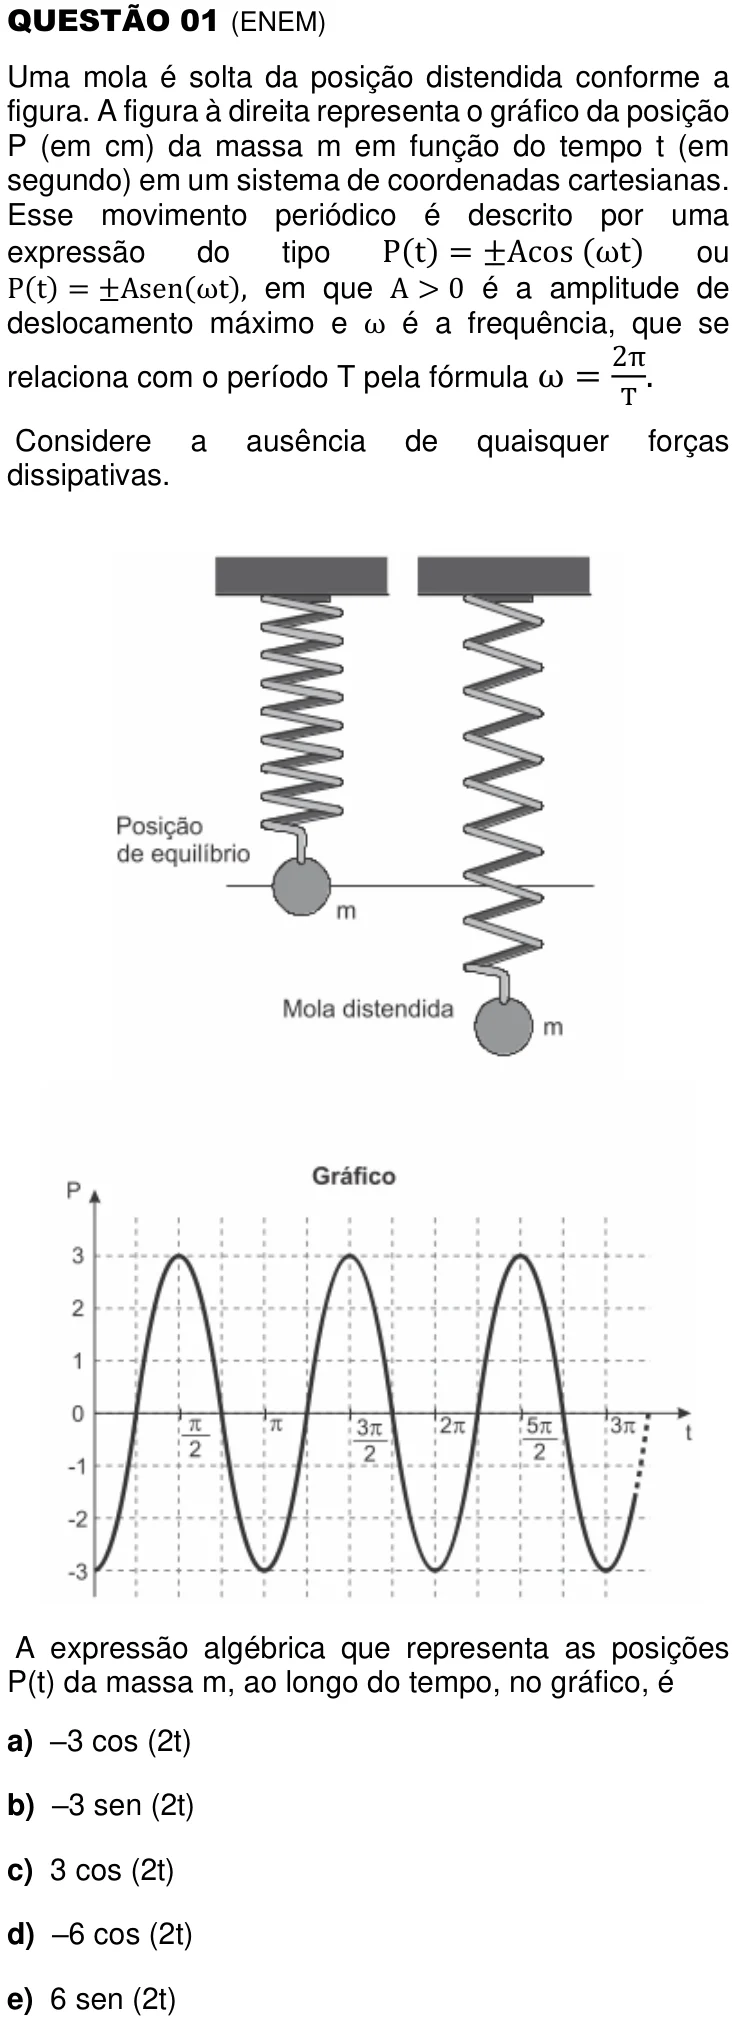 QUESTÃO 01 (ENEM)
Uma mola é solta da posição distendida conforme a
figura. A figura à direita representa o gráfico da posição
P (em cm) da massa m em função do tempo t (em
segundo) em um sistema de coordenadas cartesianas.
Esse movimento periódico é descrito por uma
expressão do tipo P(t) = ±Acos (ωt) ou
P(t) = ±Asen(ωt), em que A > 0 é a amplitude de
deslocamento máximo e ω é a frequência, que se
relaciona com o período T pela fórmula ω = 2π/T.
Considere a ausência de quaisquer forças
dissipativas.
Posição
de equilíbrio
m
Mola distendida
m
Gráfico
P
3
2
1
0
-1
-2
-3
π/2
π
3π/2
2π
5π/2
3π
t
A expressão algébrica que representa as posições
P(t) da massa m, ao longo do tempo, no gráfico, é
a) –3 cos (2t)
b) –3 sen (2t)
c) 3 cos (2t)
d) –6 cos (2t)
e) 6 sen (2t)